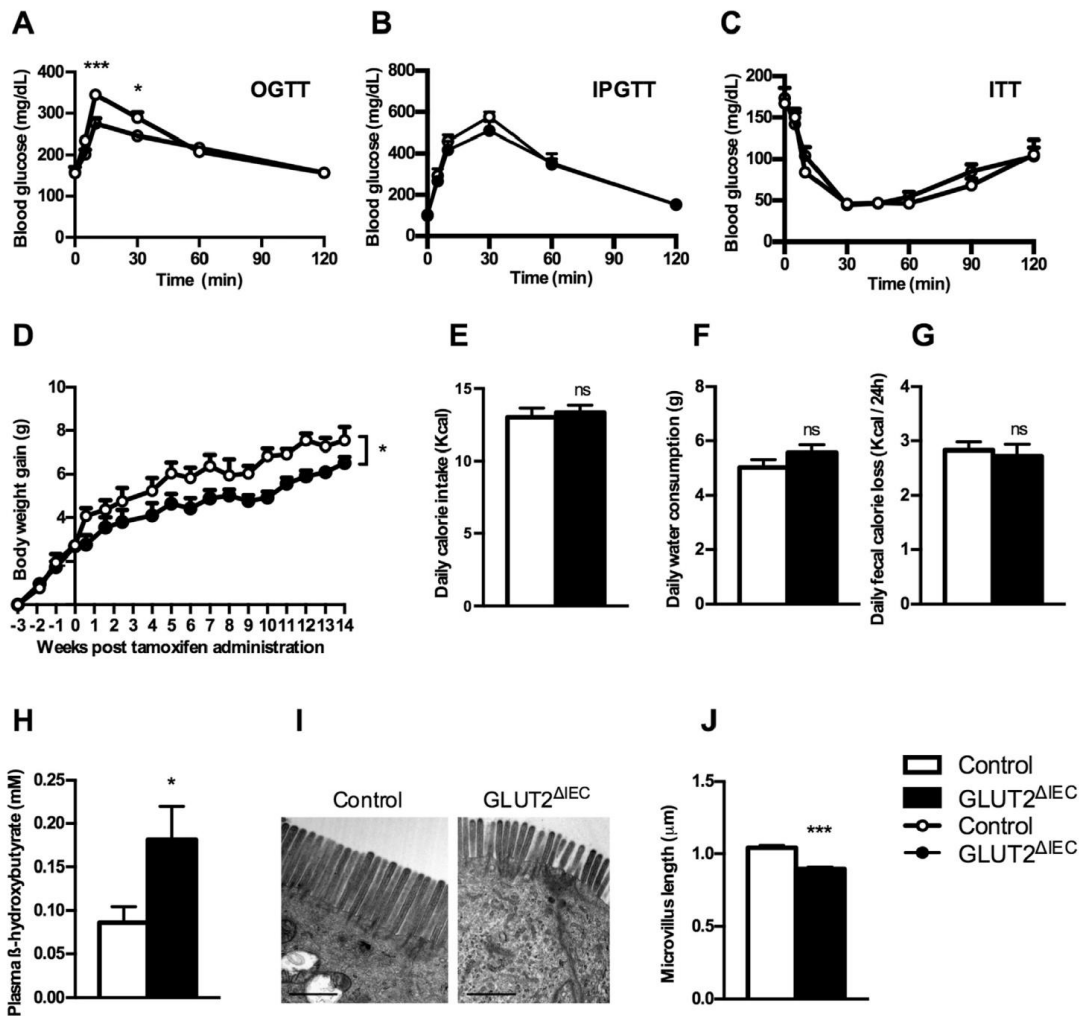 A
B
C
***
*
OGTT
IPGTT
ITT
Blood glucose (mg/dL)
400
300
200
100
0
0 30 60 90 120
Time (min)
Blood glucose (mg/dL)
800
600
400
200
0
0 30 60 90 120
Time (min)
Blood glucose (mg/dL)
200
150
100
50
0
0 30 60 90 120
Time (min)
D
E
F
G
Body weight gain (g)
10
8
6
4
2
-3 -2 -1 0 1 2 3 4 5 6 7 8 9 10 11 12 13 14
Weeks post tamoxifen administration
*
Daily calorie intake (Kcal)
15
10
5
0
ns
Daily water consumption (g)
8
6
4
2
0
ns
Daily fecal calorie loss (Kcal / 24h)
4
3
2
1
0
ns
H
I
J
Plasma ß-hydroxybutyrate (mM)
0.25
0.20
0.15
0.10
0.05
0.00
*
Control
GLUT2ΔIEC
Microvillus length (µm)
1.5
1.0
0.5
0.0
***
Control
GLUT2ΔIEC
Control
GLUT2ΔIEC